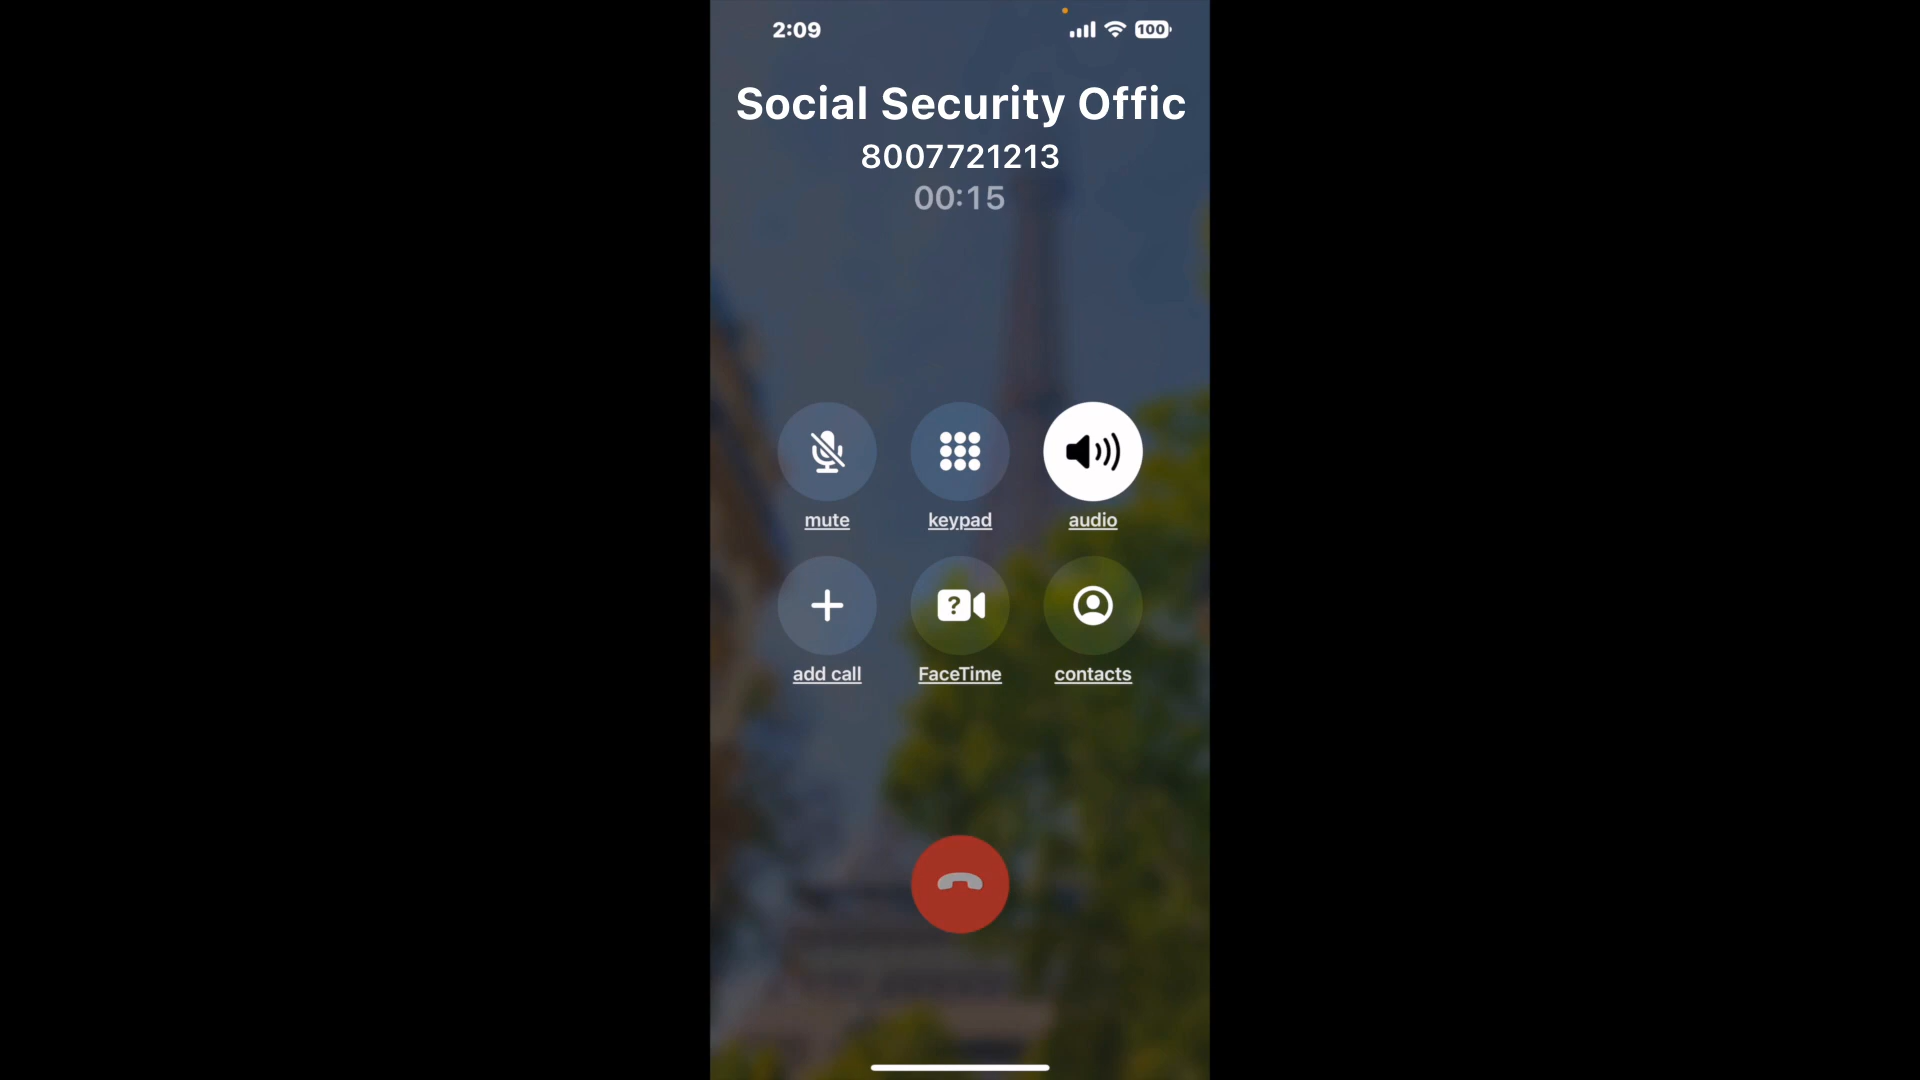 2:09
100
Social Security Offic
8007721213
00:15
mute
keypad
audio
?
add call
FaceTime
contacts